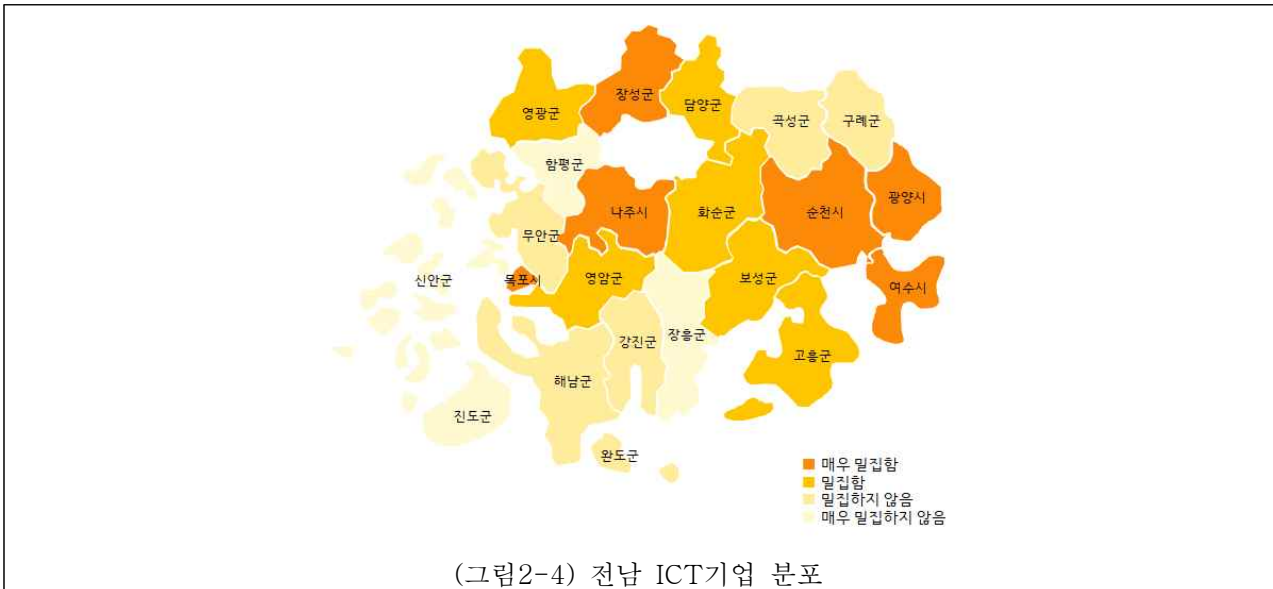 장성군
영광군
담양군
곡성군
구례군
함평군
나주시
화순군
순천시
광양시
무안군
신안군
목포시
영암군
보성군
여수시
장흥군
강진군
고흥군
해남군
진도군
완도군
매우 밀집함
밀집함
밀집하지 않음
매우 밀집하지 않음
(그림2-4) 전남 ICT기업 분포